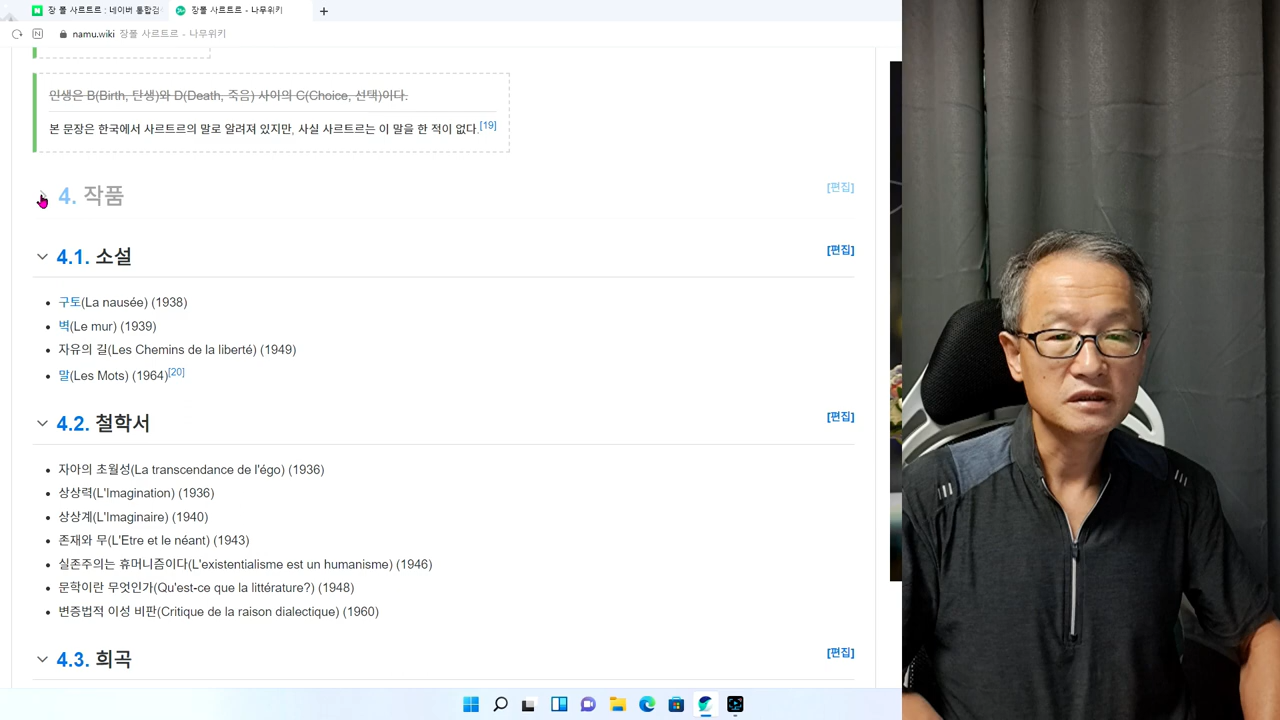 장 폴 사르트르 : 네이버 통합검
장폴 사르트르 - 나무위키
namu.wiki 장폴 사르트르 - 나무위키
인생은 B(Birth, 탄생)와 D(Death, 죽음) 사이의 C(Choice, 선택)이다.
본 문장은 한국에서 사르트르의 말로 알려져 있지만, 사실 사르트르는 이 말을 한 적이 없다.[19]
4. 작품 [편집]
4.1. 소설 [편집]
구토(La nausée) (1938)
벽(Le mur) (1939)
자유의 길(Les Chemins de la liberté) (1949)
말(Les Mots) (1964)[20]
4.2. 철학서 [편집]
자아의 초월성(La transcendance de l'égo) (1936)
상상력(L'Imagination) (1936)
상상계(L'Imaginaire) (1940)
존재와 무(L'Etre et le néant) (1943)
실존주의는 휴머니즘이다(L'existentialisme est un humanisme) (1946)
문학이란 무엇인가(Qu'est-ce que la littérature?) (1948)
변증법적 이성 비판(Critique de la raison dialectique) (1960)
4.3. 희곡 [편집]